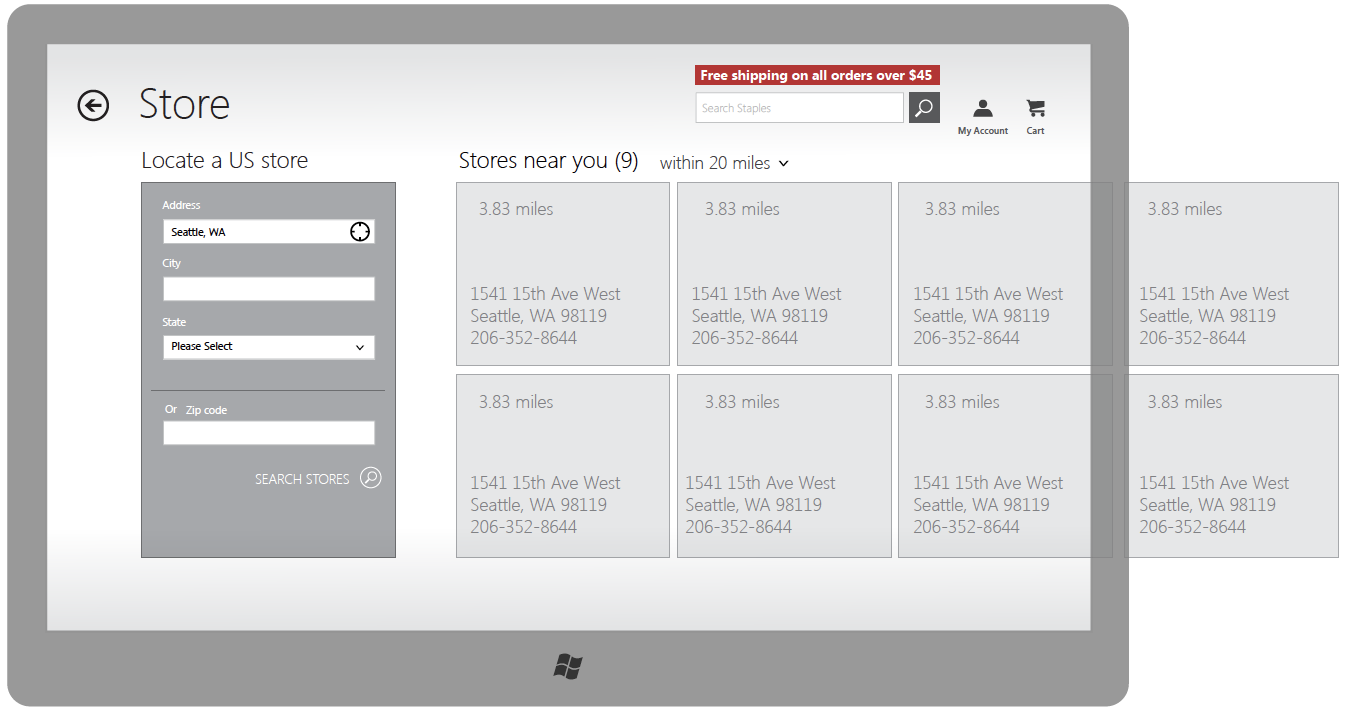 Free shipping on all orders over $45
Store
Search Staples
My Account
Cart
Locate a US store
Address
Seattle, WA
City
State
Please Select
Or Zip code
SEARCH STORES
Stores near you (9) within 20 miles
3.83 miles
1541 15th Ave West
Seattle, WA 98119
206-352-8644
3.83 miles
1541 15th Ave West
Seattle, WA 98119
206-352-8644
3.83 miles
1541 15th Ave West
Seattle, WA 98119
206-352-8644
3.83 miles
1541 15th Ave West
Seattle, WA 98119
206-352-8644
3.83 miles
1541 15th Ave West
Seattle, WA 98119
206-352-8644
3.83 miles
1541 15th Ave West
Seattle, WA 98119
206-352-8644
3.83 miles
1541 15th Ave West
Seattle, WA 98119
206-352-8644
3.83 miles
1541 15th Ave West
Seattle, WA 98119
206-352-8644